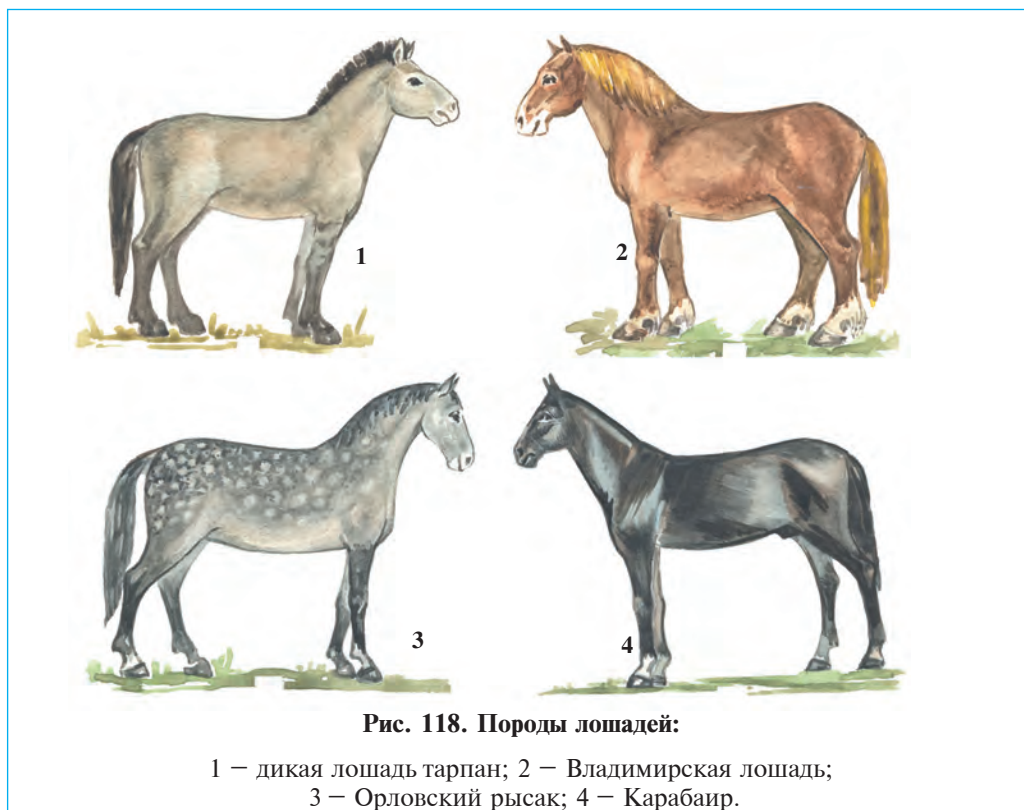 1
2
3
4
Рис. 118. Породы лошадей:
1 – дикая лошадь тарпан; 2 – Владимирская лошадь;
3 – Орловский рысак; 4 – Карабаир.